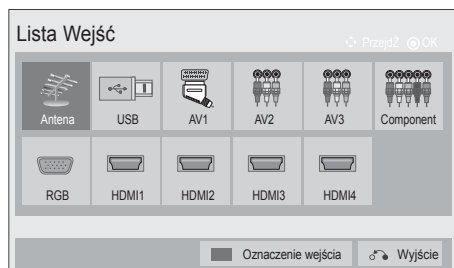 Lista Wejść
PrzejdŹ OK
Antena USB AV1 AV2 AV3 Component
RGB HDMI1 HDMI2 HDMI3 HDMI4
Oznaczenie wejścia Wyjście